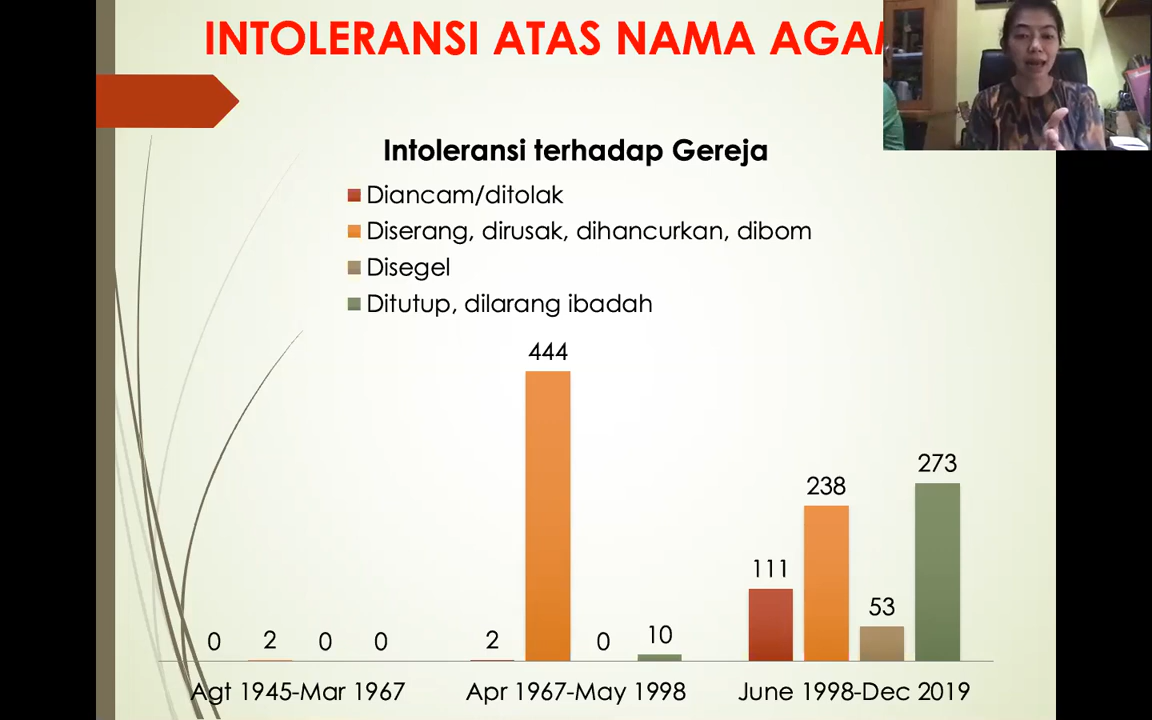 INTOLERANSI ATAS NAMA AGAM
Intoleransi terhadap Gereja
Diancam/ditolak
Diserang, dirusak, dihancurkan, dibom
Disegel
Ditutup, dilarang ibadah
444
273
238
111
53
0 2 0 0 2 0 10
Agt 1945-Mar 1967 Apr 1967-May 1998 June 1998-Dec 2019